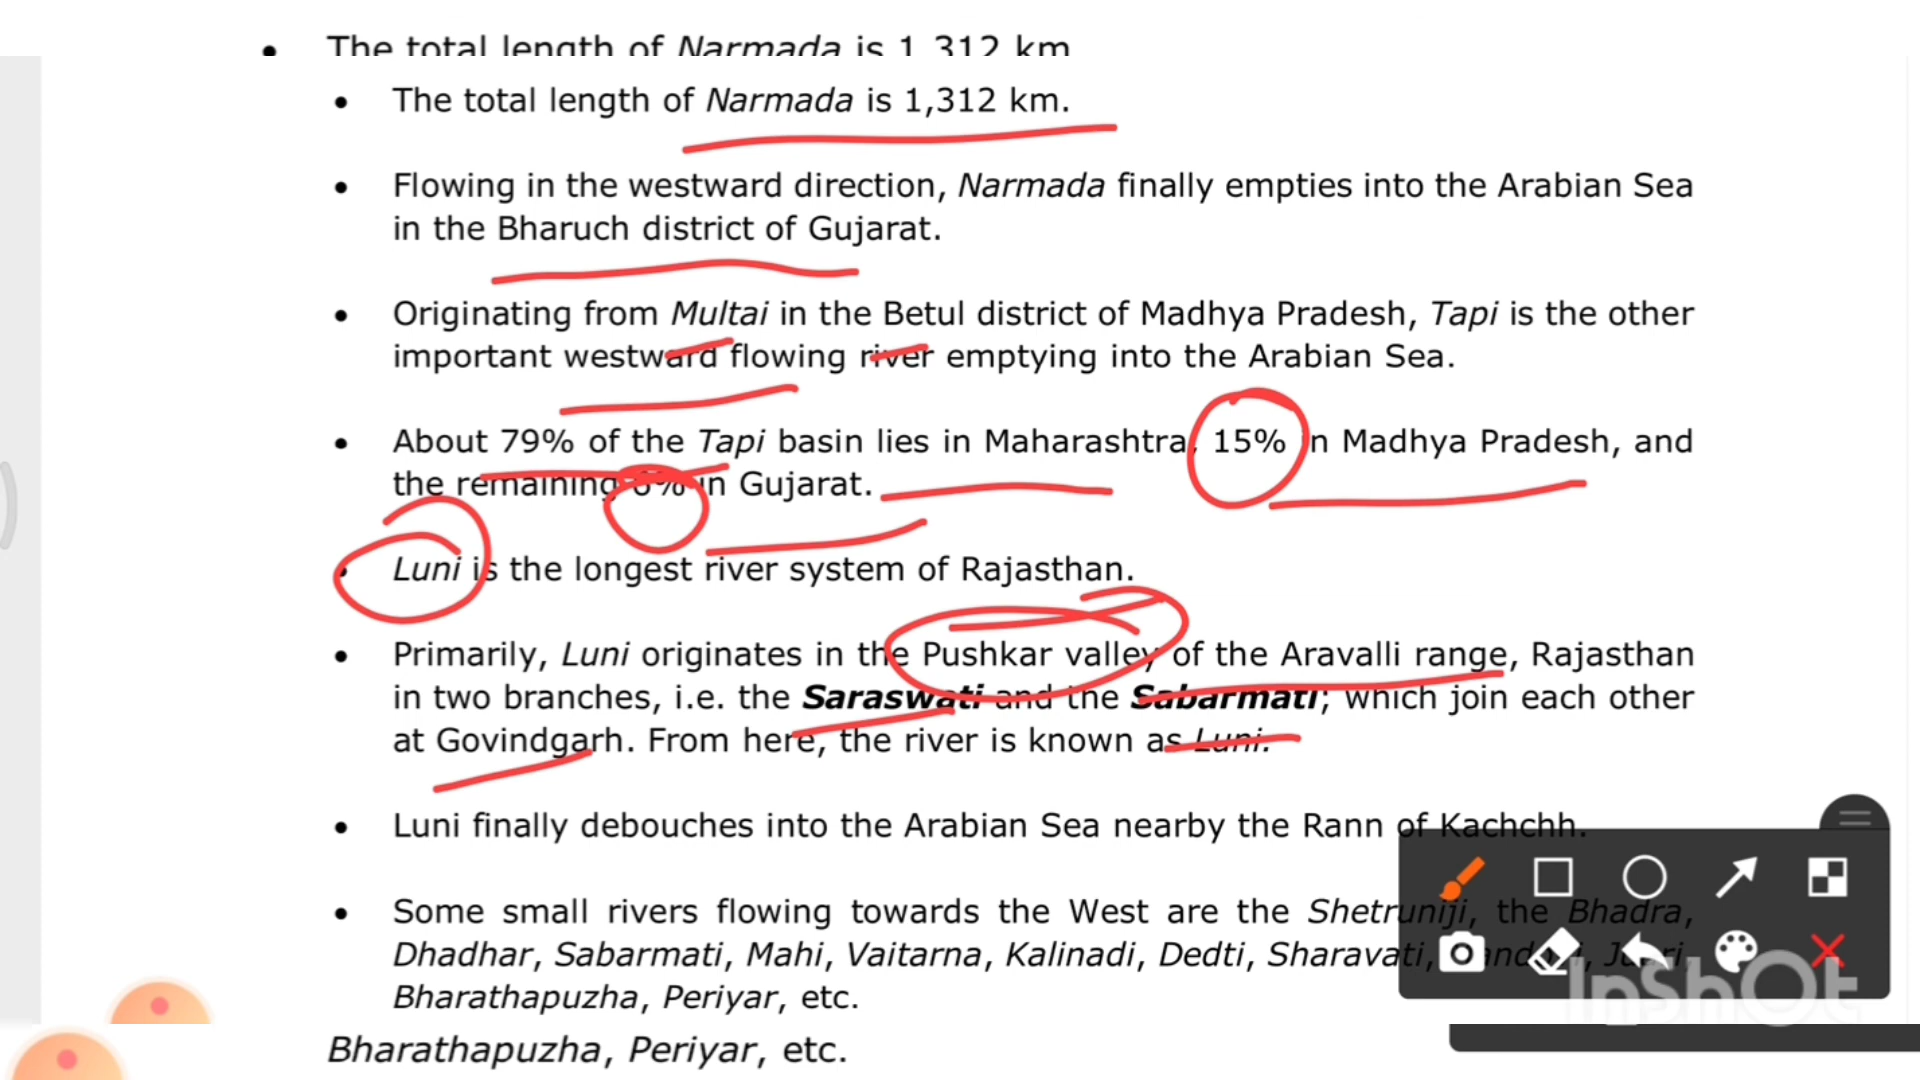 The total length of Narmada is 1 312 km
• The total length of Narmada is 1,312 km.
• Flowing in the westward direction, Narmada finally empties into the Arabian Sea
in the Bharuch district of Gujarat.
• Originating from Multai in the Betul district of Madhya Pradesh, Tapi is the other
important westward flowing river emptying into the Arabian Sea.
• About 79% of the Tapi basin lies in Maharashtra, 15% in Madhya Pradesh, and
the remaining 6% in Gujarat.
• Luni is the longest river system of Rajasthan.
• Primarily, Luni originates in the Pushkar valley of the Aravalli range, Rajasthan
in two branches, i.e. the Saraswati and the Sabarmati; which join each other
at Govindgarh. From here, the river is known as Luni.
• Luni finally debouches into the Arabian Sea nearby the Rann of Kachchh.
• Some small rivers flowing towards the West are the Shetruniji, the Bhadra,
Dhadhar, Sabarmati, Mahi, Vaitarna, Kalinadi, Dedti, Sharavati,
Bharathapuzha, Periyar, etc.
InShOt
Bharathapuzha, Periyar, etc.